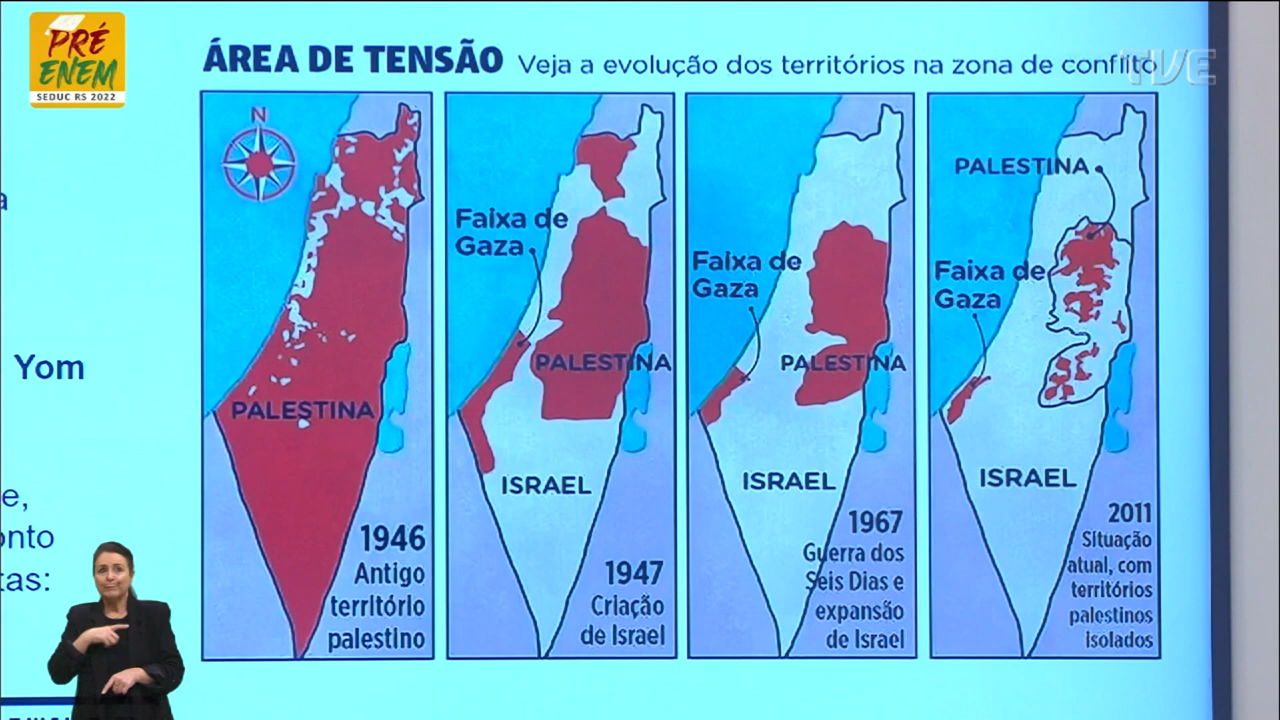 PRÉ
ENEM
SEDUC RS 2022
TVE
ÁREA DE TENSÃO Veja a evolução dos territórios na zona de conflito
N
PALESTINA
1946
Antigo
território
palestino
Faixa de
Gaza
PALESTINA
ISRAEL
1947
Criação
de Israel
Faixa de
Gaza
PALESTINA
ISRAEL
1967
Guerra dos
Seis Dias e
expansão
de Israel
PALESTINA
Faixa de
Gaza
ISRAEL
2011
Situação
atual, com
territórios
palestinos
isolados
a
Yom
e,
onto
tas: